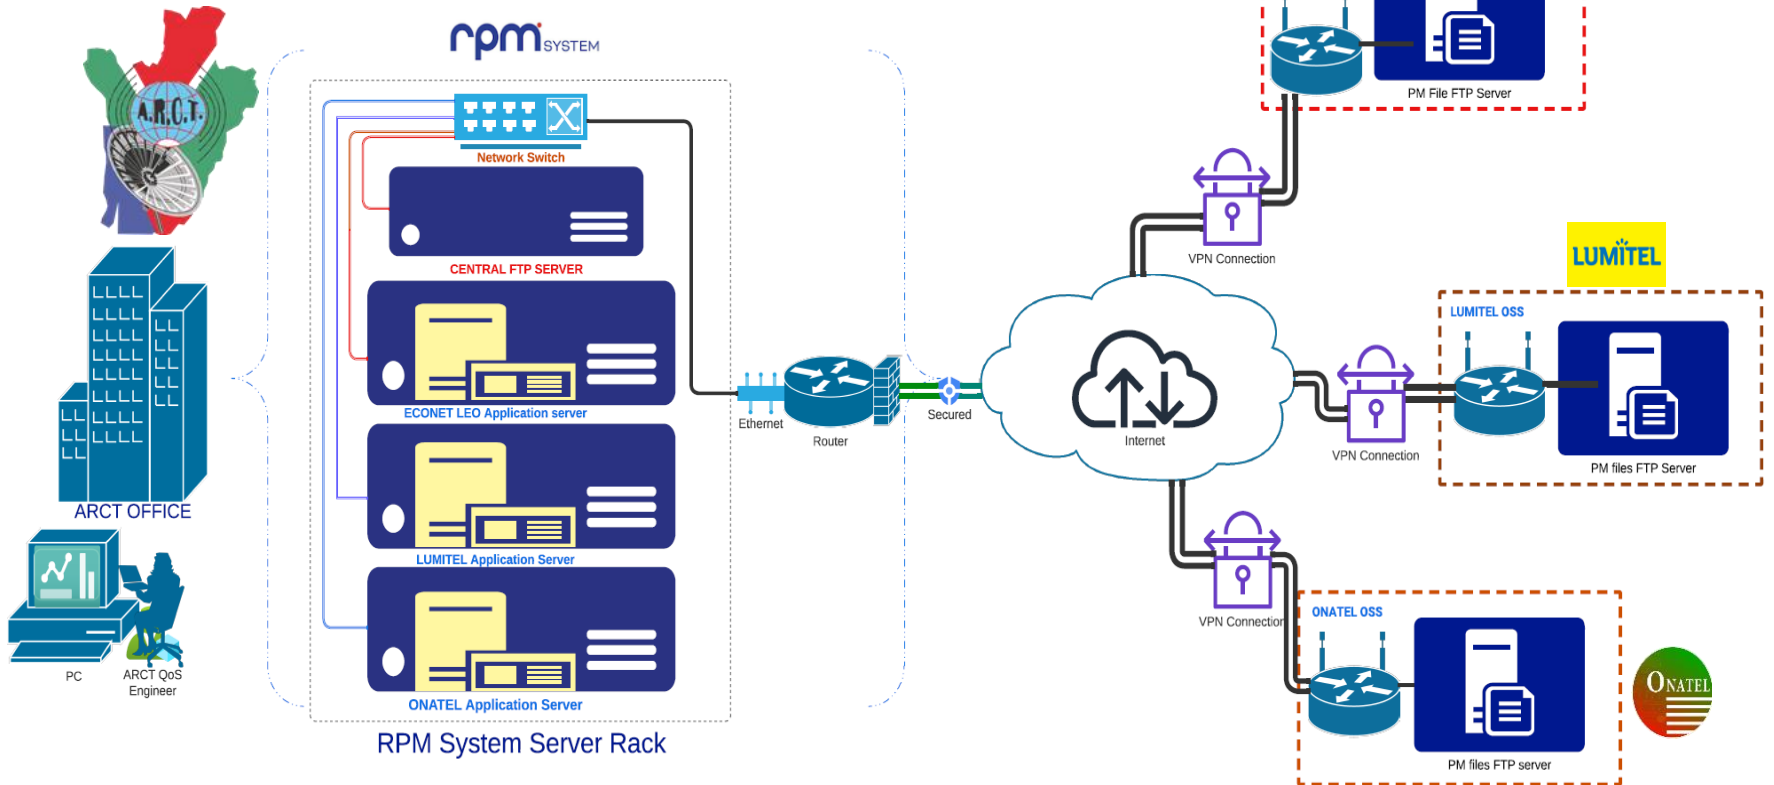 A.R.C.T.
rpm SYSTEM
Network Switch
CENTRAL FTP SERVER
ECONET LEO Application server
LUMITEL Application Server
ONATEL Application Server
RPM System Server Rack
ARCT OFFICE
PC
ARCT QoS
Engineer
Ethernet
Router
Secured
Internet
PM File FTP Server
VPN Connection
LUMITEL
LUMITEL OSS
VPN Connection
PM files FTP Server
VPN Connection
ONATEL OSS
ONATEL
PM files FTP server